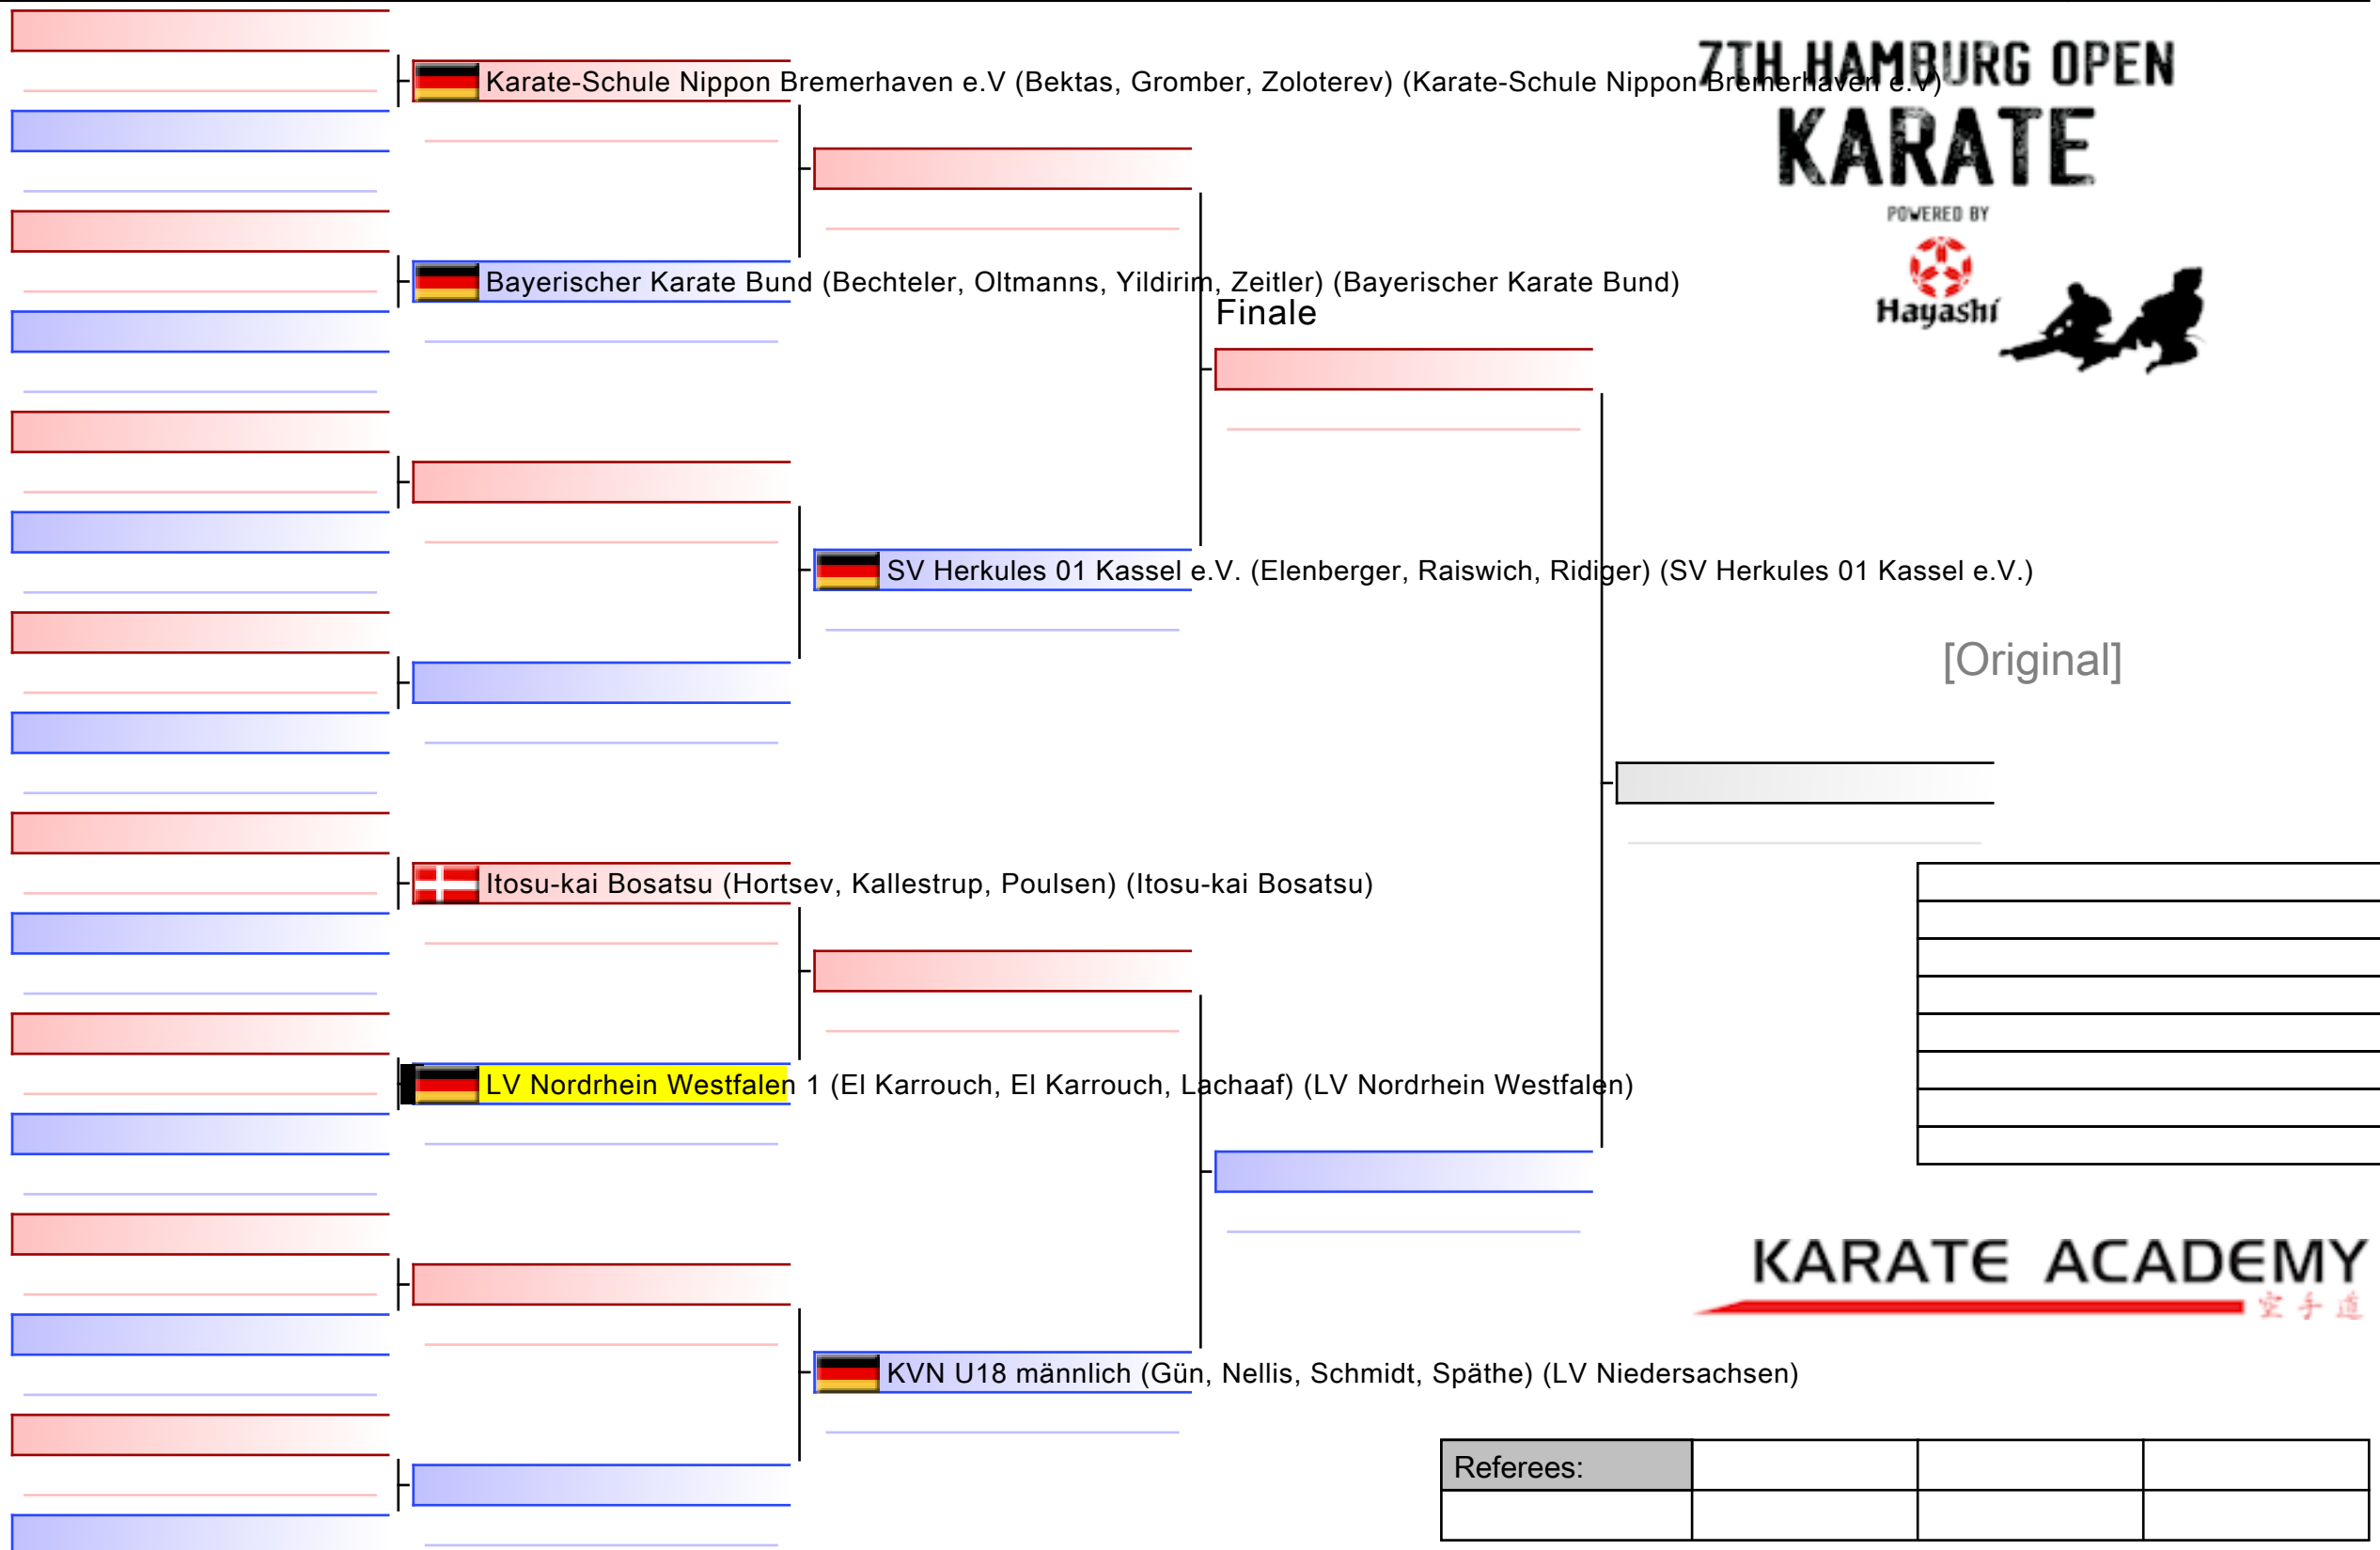 7TH HAMBURG OPEN
Karate-Schule Nippon Bremerhaven e.V (Bektas, Gromber, Zoloterev) (Karate-Schule Nippon Bremerhaven e.V)
KARATE
POWERED BY
Hayashi
Bayerischer Karate Bund (Bechteler, Oltmanns, Yildirim, Zeitler) (Bayerischer Karate Bund)
Finale
SV Herkules 01 Kassel e.V. (Elenberger, Raiswich, Ridiger) (SV Herkules 01 Kassel e.V.)
[Original]
Itosu-kai Bosatsu (Hortsev, Kallestrup, Poulsen) (Itosu-kai Bosatsu)
LV Nordrhein Westfalen 1 (El Karrouch, El Karrouch, Lachaaf) (LV Nordrhein Westfalen)
KARATE ACADEMY
空手道
KVN U18 männlich (Gün, Nellis, Schmidt, Späthe) (LV Niedersachsen)
Referees: